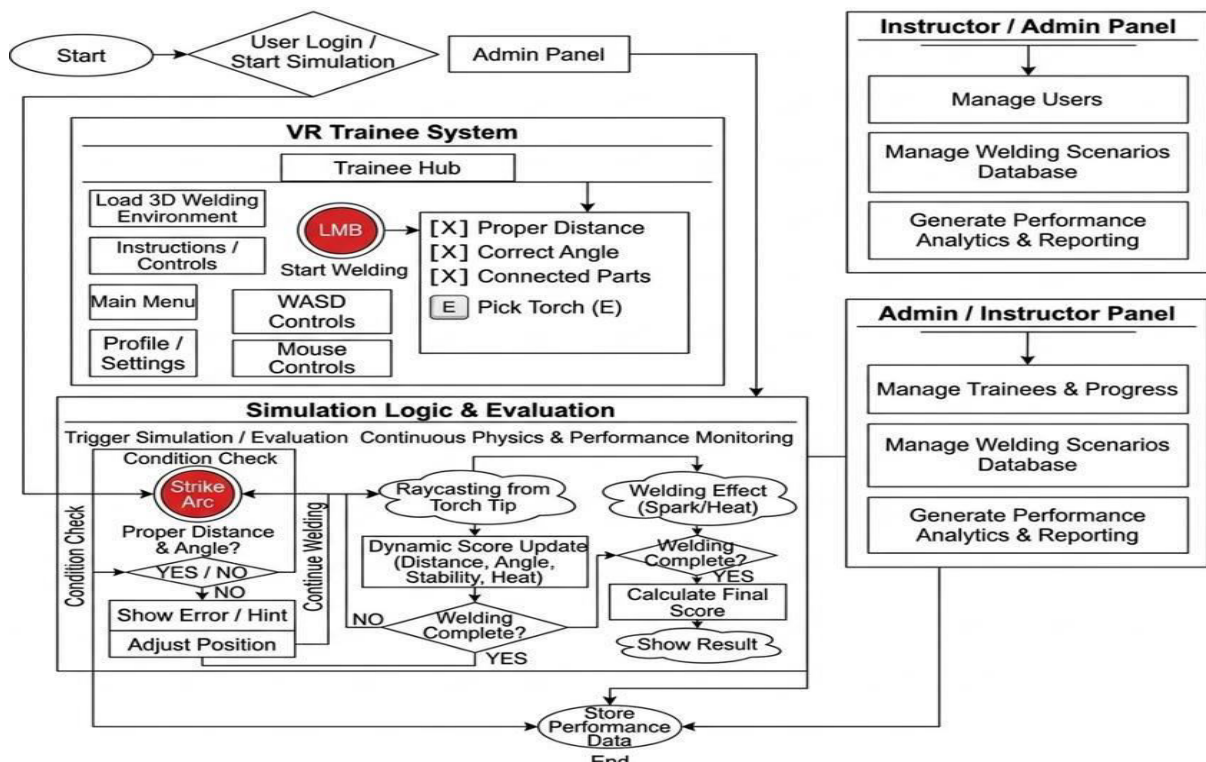 Start
User Login /
Start Simulation
Admin Panel
VR Trainee System
Trainee Hub
Load 3D Welding
Environment
Instructions /
Controls
Main Menu
Profile /
Settings
LMB
Start Welding
WASD
Controls
Mouse
Controls
[X] Proper Distance
[X] Correct Angle
[X] Connected Parts
E Pick Torch (E)
Instructor / Admin Panel
Manage Users
Manage Welding Scenarios
Database
Generate Performance
Analytics & Reporting
Admin / Instructor Panel
Manage Trainees & Progress
Manage Welding Scenarios
Database
Generate Performance
Analytics & Reporting
Simulation Logic & Evaluation
Trigger Simulation / Evaluation
Continuous Physics & Performance Monitoring
Condition Check
Strike
Arc
Proper Distance
& Angle?
YES / NO
NO
Show Error / Hint
Adjust Position
Condition Check
Continue Welding
Raycasting from
Torch Tip
Dynamic Score Update
(Distance, Angle,
Stability, Heat)
NO
Welding
Complete?
YES
Welding Effect
(Spark/Heat)
Welding
Complete?
YES
Calculate Final
Score
Show Result
Store
Performance
Data
End